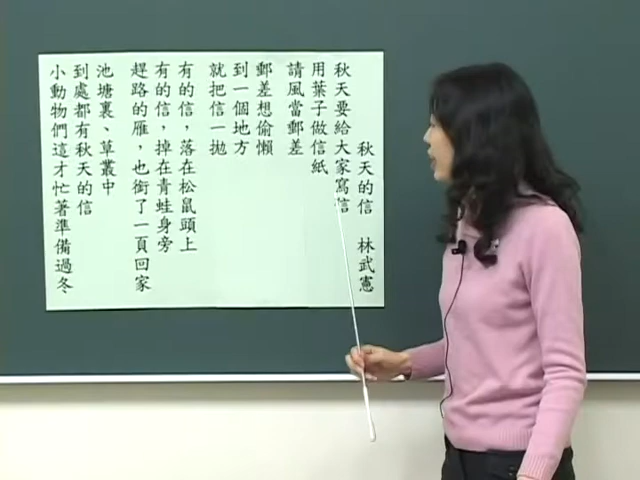 秋天的信 林武憲
秋天要給大家寫信
用葉子做信紙
請風當郵差
郵差想偷懶
到一個地方
就把信一拋
有的信，落在松鼠頭上
有的信，掉在青蛙身旁
趕路的雁，也銜了一頁回家
池塘裏、草叢中
到處都有秋天的信
小動物們這才忙著準備過冬